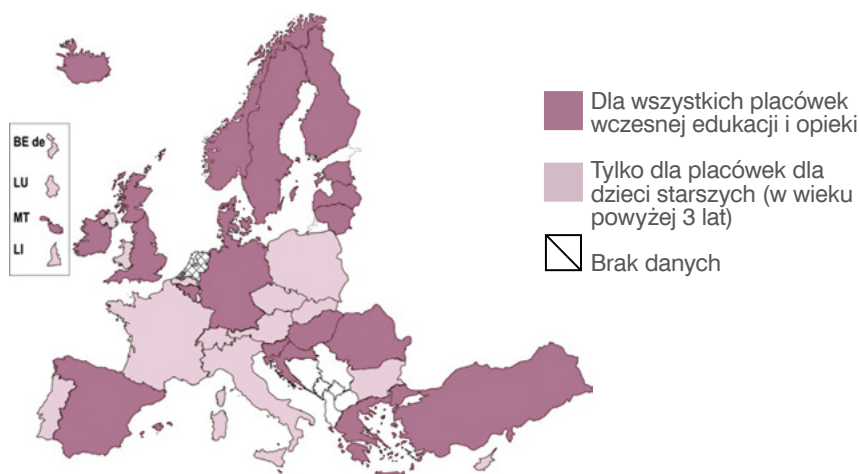 BE de
LU
MT
LI
Dla wszystkich placówek
wczesnej edukacji i opieki
Tylko dla placówek dla
dzieci starszych (w wieku
powyżej 3 lat)
Brak danych